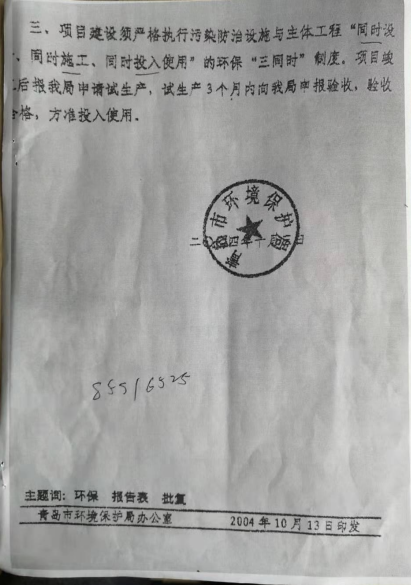 三、项目建设须严格执行污染防治设施与主体工程“同时设
、同时施工、同时投入使用”的环保“三同时”制度。项目竣
后报我局申请试生产，试生产3个月内向我局申报验收，验收
合格，方准投入使用。
青岛市环境保护局
二〇〇四年十月 日
85916525
主题词：环保 报告表 批复
青岛市环境保护局办公室 2004年10月13日印发